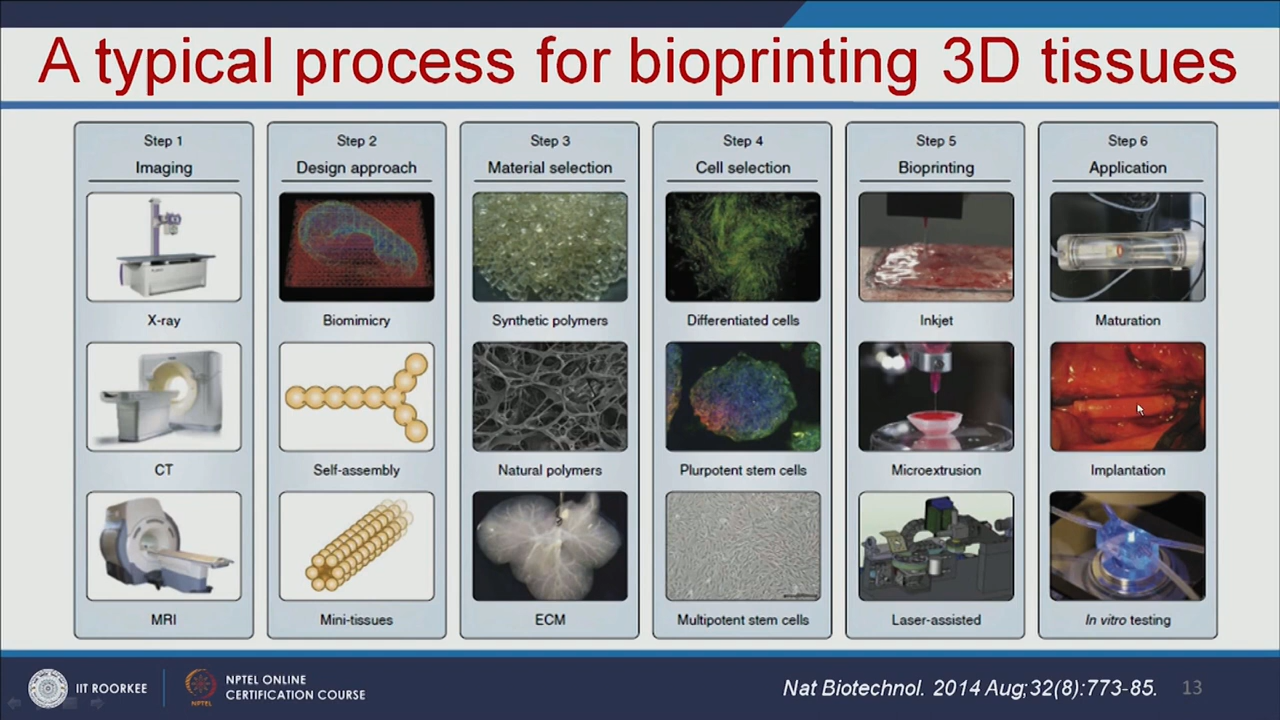 A typical process for bioprinting 3D tissues
Step 1
Imaging
X-ray
CT
MRI
Step 2
Design approach
Biomimicry
Self-assembly
Mini-tissues
Step 3
Material selection
Synthetic polymers
Natural polymers
ECM
Step 4
Cell selection
Differentiated cells
Plurpotent stem cells
Multipotent stem cells
Step 5
Bioprinting
Inkjet
Microextrusion
Laser-assisted
Step 6
Application
Maturation
Implantation
In vitro testing
IIT ROORKEE
NPTEL
NPTEL ONLINE
CERTIFICATION COURSE
Nat Biotechnol. 2014 Aug;32(8):773-85.
13